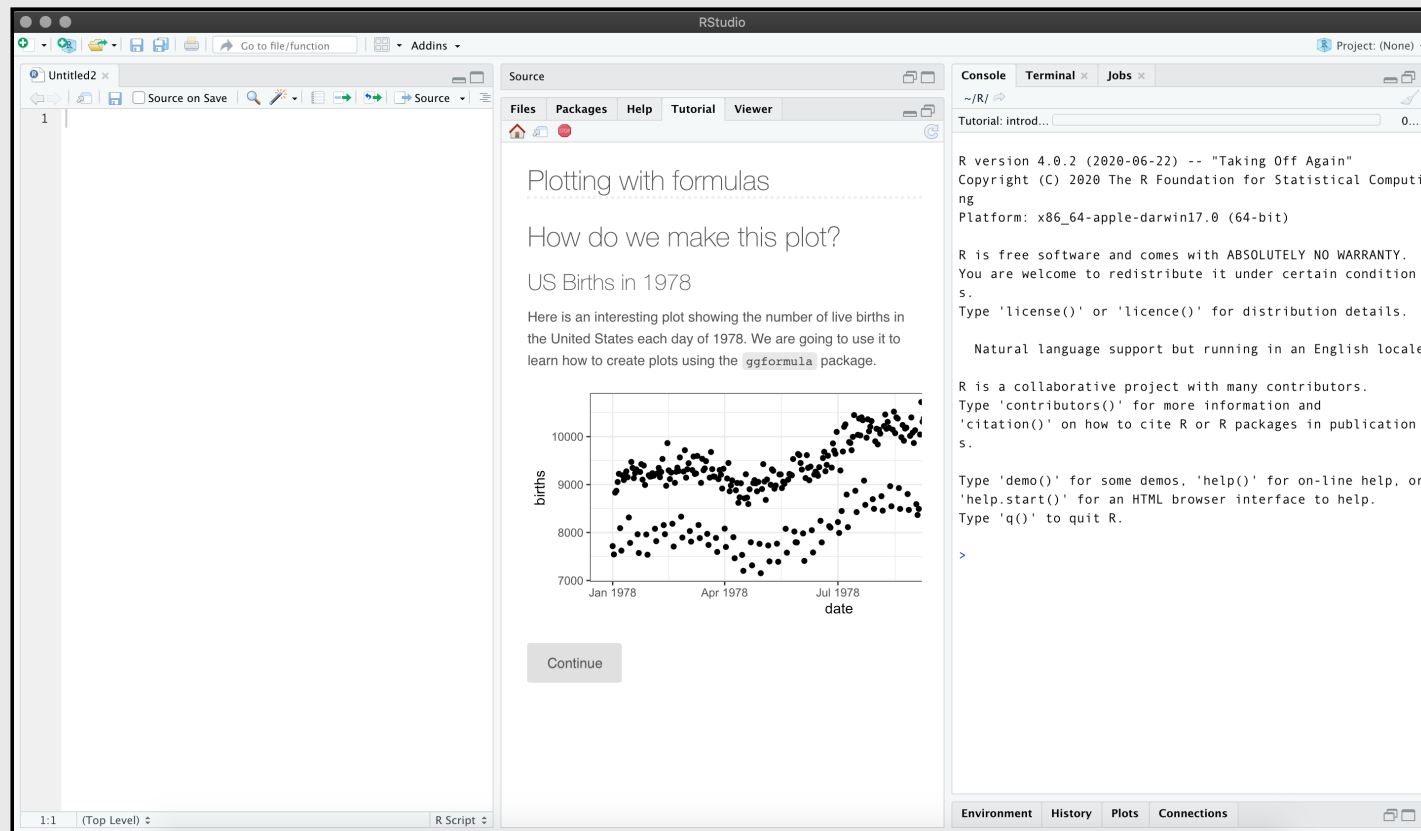 RStudio
Go to file/function
Addins
Project: (None)
Untitled2
Source on Save
Source
1
1:1
(Top Level)
R Script
Source
Files Packages Help Tutorial Viewer
Plotting with formulas
How do we make this plot?
US Births in 1978
Here is an interesting plot showing the number of live births in
the United States each day of 1978. We are going to use it to
learn how to create plots using the ggformula package.
births
10000
9000
8000
7000
Jan 1978 Apr 1978 Jul 1978
date
Continue
Console Terminal Jobs
~/R/
Tutorial: introd... 0...
R version 4.0.2 (2020-06-22) -- "Taking Off Again"
Copyright (C) 2020 The R Foundation for Statistical Computi
ng
Platform: x86_64-apple-darwin17.0 (64-bit)
R is free software and comes with ABSOLUTELY NO WARRANTY.
You are welcome to redistribute it under certain condition
s.
Type 'license()' or 'licence()' for distribution details.
Natural language support but running in an English locale
R is a collaborative project with many contributors.
Type 'contributors()' for more information and
'citation()' on how to cite R or R packages in publication
s.
Type 'demo()' for some demos, 'help()' for on-line help, or
'help.start()' for an HTML browser interface to help.
Type 'q()' to quit R.
>
Environment History Plots Connections